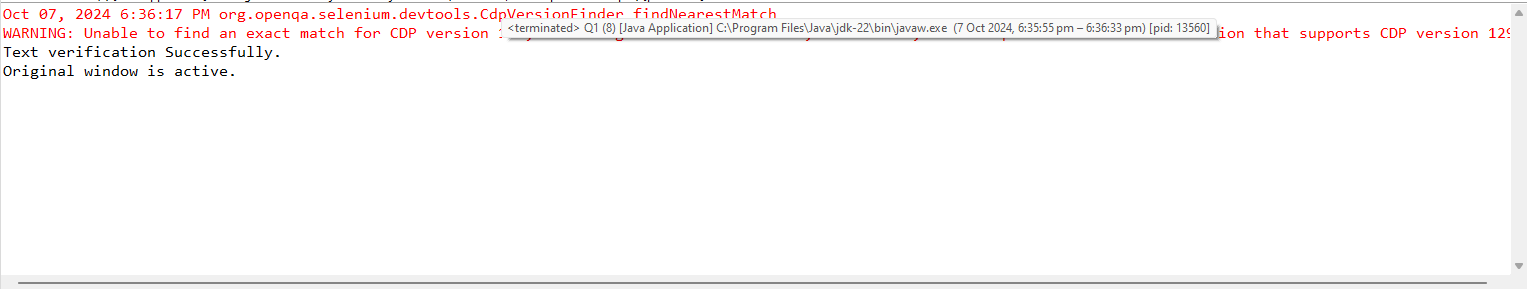 Oct 07, 2024 6:36:17 PM org.openqa.selenium.devtools.CdpVersionFinder findNearestMatch
<terminated> Q1 (8) [Java Application] C:\Program Files\Java\jdk-22\bin\javaw.exe (7 Oct 2024, 6:35:55 pm – 6:36:33 pm) [pid: 13560]
WARNING: Unable to find an exact match for CDP version that supports CDP version 129
Text verification Successfully.
Original window is active.